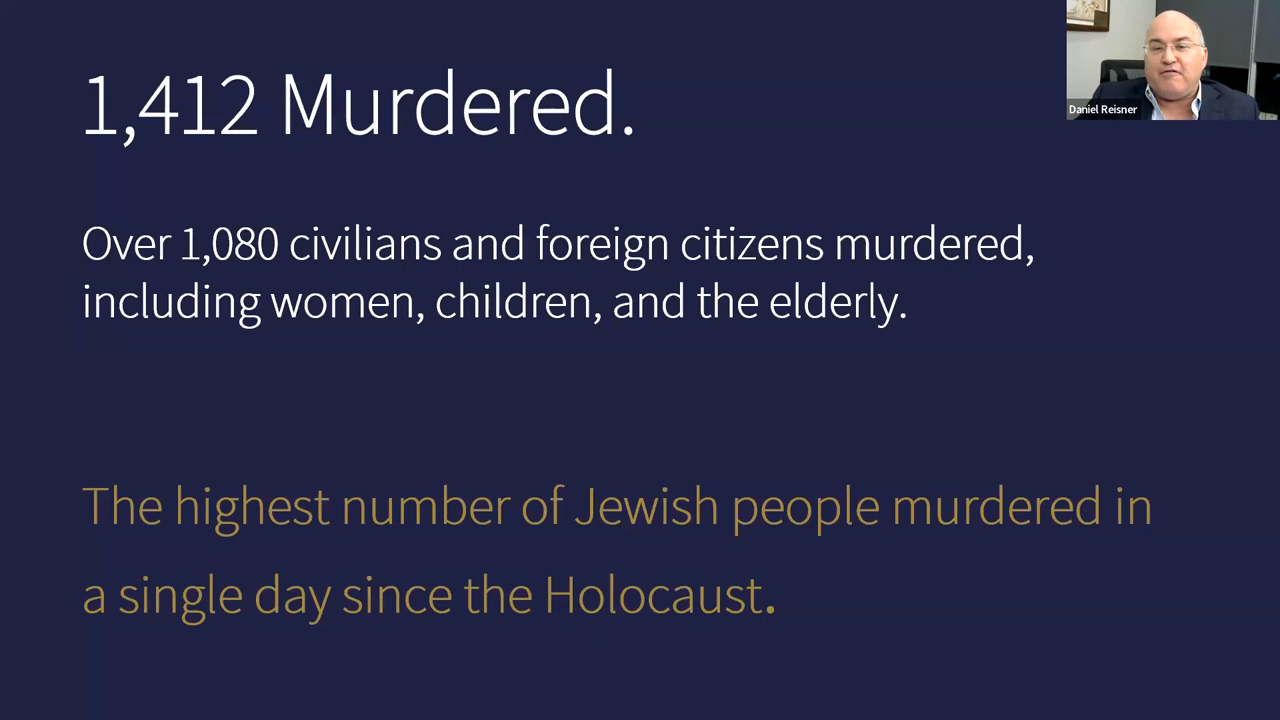 1,412 Murdered.
Daniel Reisner
Over 1,080 civilians and foreign citizens murdered,
including women, children, and the elderly.
The highest number of Jewish people murdered in
a single day since the Holocaust.